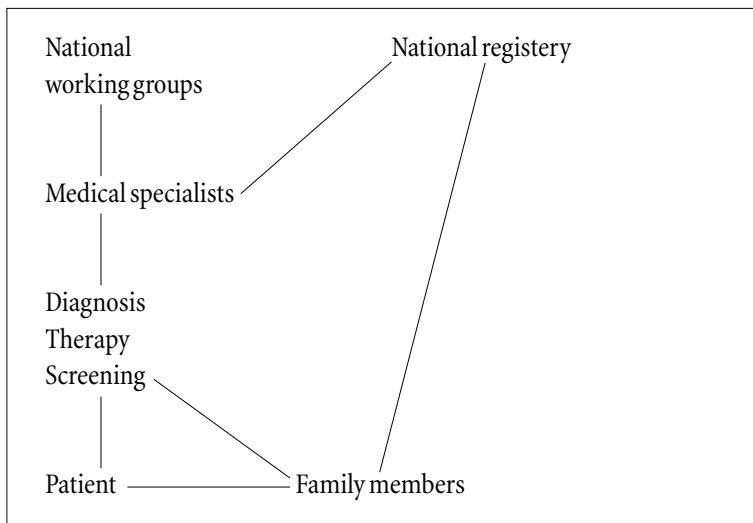 National
working groups
National registery
Medical specialists
Diagnosis
Therapy
Screening
Patient
Family members